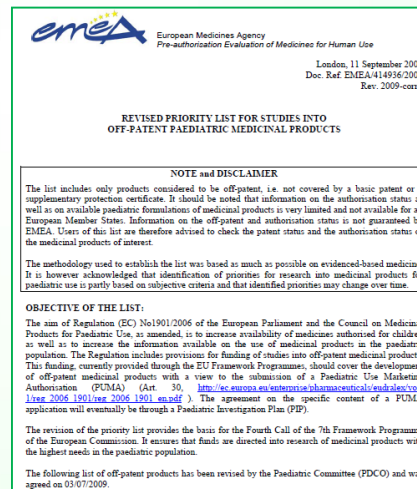 emea
European Medicines Agency
Pre-authorisation Evaluation of Medicines for Human Use
London, 11 September 200
Doc. Ref. EMEA/414936/200
Rev. 2009-corr
REVISED PRIORITY LIST FOR STUDIES INTO
OFF-PATENT PAEDIATRIC MEDICINAL PRODUCTS
NOTE and DISCLAIMER
The list includes only products considered to be off-patent, i.e. not covered by a basic patent or
supplementary protection certificate. It should be noted that information on the authorisation status a
well as on available paediatric formulations of medicinal products is very limited and not available for a
European Member States. Information on the off-patent and authorisation status is not guaranteed b
EMEA. Users of this list are therefore advised to check the patent status and the authorisation status o
the medicinal products of interest.
The methodology used to establish the list was based as much as possible on evidenced-based medicin
It is however acknowledged that identification of priorities for research into medicinal products fo
paediatric use is partly based on subjective criteria and that identified priorities may change over time.
OBJECTIVE OF THE LIST:
The aim of Regulation (EC) No1901/2006 of the European Parliament and the Council on Medicina
Products for Paediatric Use, as amended, is to increase availability of medicines authorised for childre
as well as to increase the information available on the use of medicinal products in the paediatri
population. The Regulation includes provisions for funding of studies into off-patent medicinal product
This funding, currently provided through the EU Framework Programmes, should cover the developmen
of off-patent medicinal products with a view to the submission of a Paediatric Use Marketin
Authorisation (PUMA) (Art. 30, http://ec.europa.eu/enterprise/pharmaceuticals/eudralex/vo
1/reg_2006_1901/reg_2006_1901_en.pdf ). The agreement on the specific content of a PUM
application will eventually be through a Paediatric Investigation Plan (PIP).
The revision of the priority list provides the basis for the Fourth Call of the 7th Framework Programm
of the European Commission. It ensures that funds are directed into research of medicinal products wit
the highest needs in the paediatric population.
The following list of off-patent products has been revised by the Paediatric Committee (PDCO) and wa
agreed on 03/07/2009.